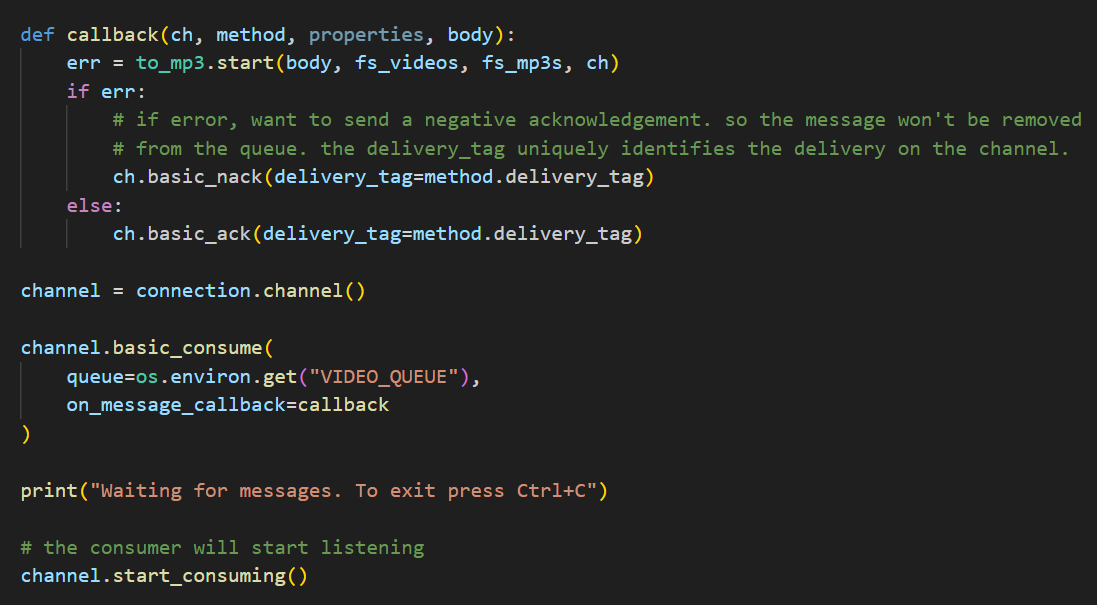 def callback(ch, method, properties, body):
    err = to_mp3.start(body, fs_videos, fs_mp3s, ch)
    if err:
        # if error, want to send a negative acknowledgement. so the message won't be removed
        # from the queue. the delivery_tag uniquely identifies the delivery on the channel.
        ch.basic_nack(delivery_tag=method.delivery_tag)
    else:
        ch.basic_ack(delivery_tag=method.delivery_tag)

channel = connection.channel()

channel.basic_consume(
    queue=os.environ.get("VIDEO_QUEUE"),
    on_message_callback=callback
)

print("Waiting for messages. To exit press Ctrl+C")

# the consumer will start listening
channel.start_consuming()